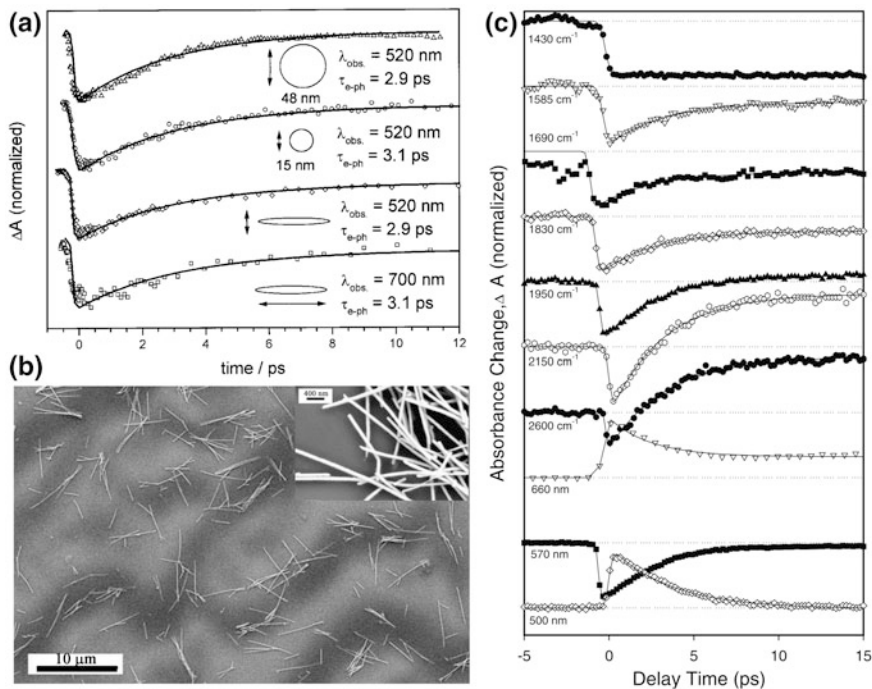 (a)
0 2 4 6 8 10 12
time / ps
ΔA (normalized)
48 nm
λobs. = 520 nm
τe-ph = 2.9 ps
15 nm
λobs. = 520 nm
τe-ph = 3.1 ps
λobs. = 520 nm
τe-ph = 2.9 ps
λobs. = 700 nm
τe-ph = 3.1 ps
(b)
400 nm
10 μm
(c)
Absorbance Change, Δ A (normalized)
1430 cm-1
1585 cm-1
1690 cm-1
1830 cm-1
1950 cm-1
2150 cm-1
2600 cm-1
660 nm
570 nm
500 nm
-5 0 5 10 15
Delay Time (ps)